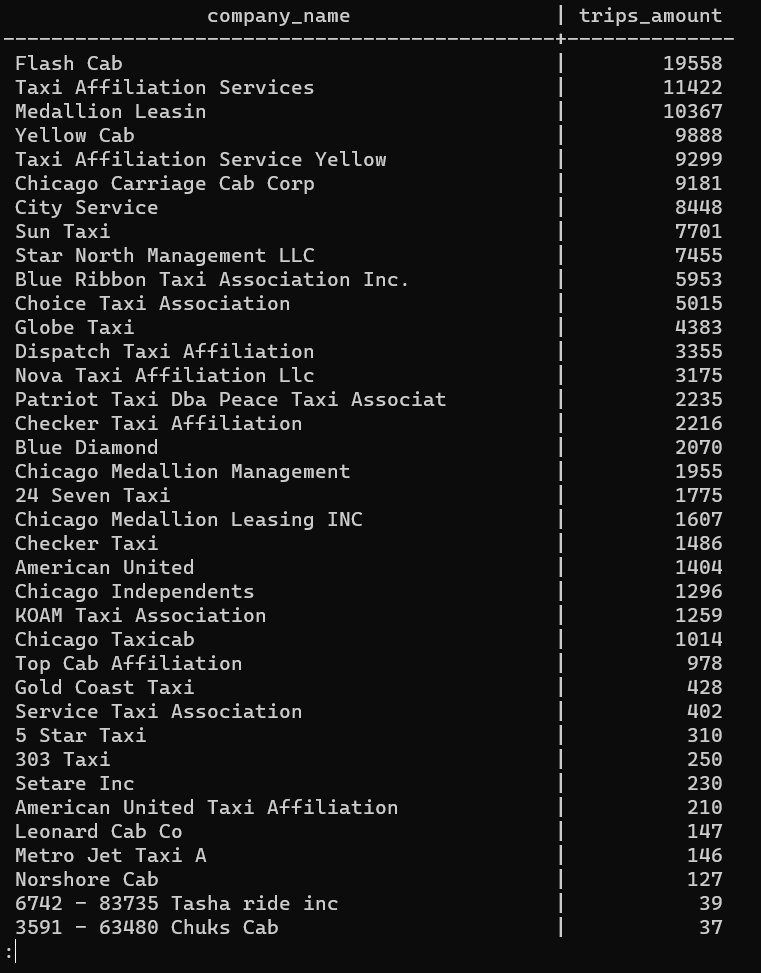 company_name | trips_amount
----------------------------------------------+--------------
Flash Cab | 19558
Taxi Affiliation Services | 11422
Medallion Leasin | 10367
Yellow Cab | 9888
Taxi Affiliation Service Yellow | 9299
Chicago Carriage Cab Corp | 9181
City Service | 8448
Sun Taxi | 7701
Star North Management LLC | 7455
Blue Ribbon Taxi Association Inc. | 5953
Choice Taxi Association | 5015
Globe Taxi | 4383
Dispatch Taxi Affiliation | 3355
Nova Taxi Affiliation Llc | 3175
Patriot Taxi Dba Peace Taxi Associat | 2235
Checker Taxi Affiliation | 2216
Blue Diamond | 2070
Chicago Medallion Management | 1955
24 Seven Taxi | 1775
Chicago Medallion Leasing INC | 1607
Checker Taxi | 1486
American United | 1404
Chicago Independents | 1296
KOAM Taxi Association | 1259
Chicago Taxicab | 1014
Top Cab Affiliation | 978
Gold Coast Taxi | 428
Service Taxi Association | 402
5 Star Taxi | 310
303 Taxi | 250
Setare Inc | 230
American United Taxi Affiliation | 210
Leonard Cab Co | 147
Metro Jet Taxi A | 146
Norshore Cab | 127
6742 - 83735 Tasha ride inc | 39
3591 - 63480 Chuks Cab | 37
: